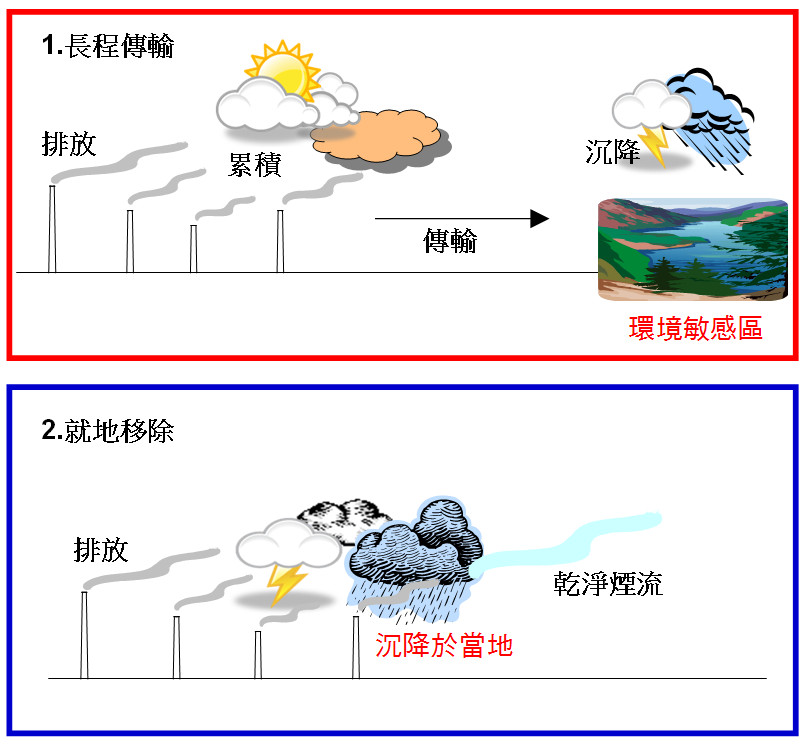 1.長程傳輸
排放
累積
沉降
傳輸
環境敏感區
2.就地移除
排放
乾淨煙流
沉降於當地